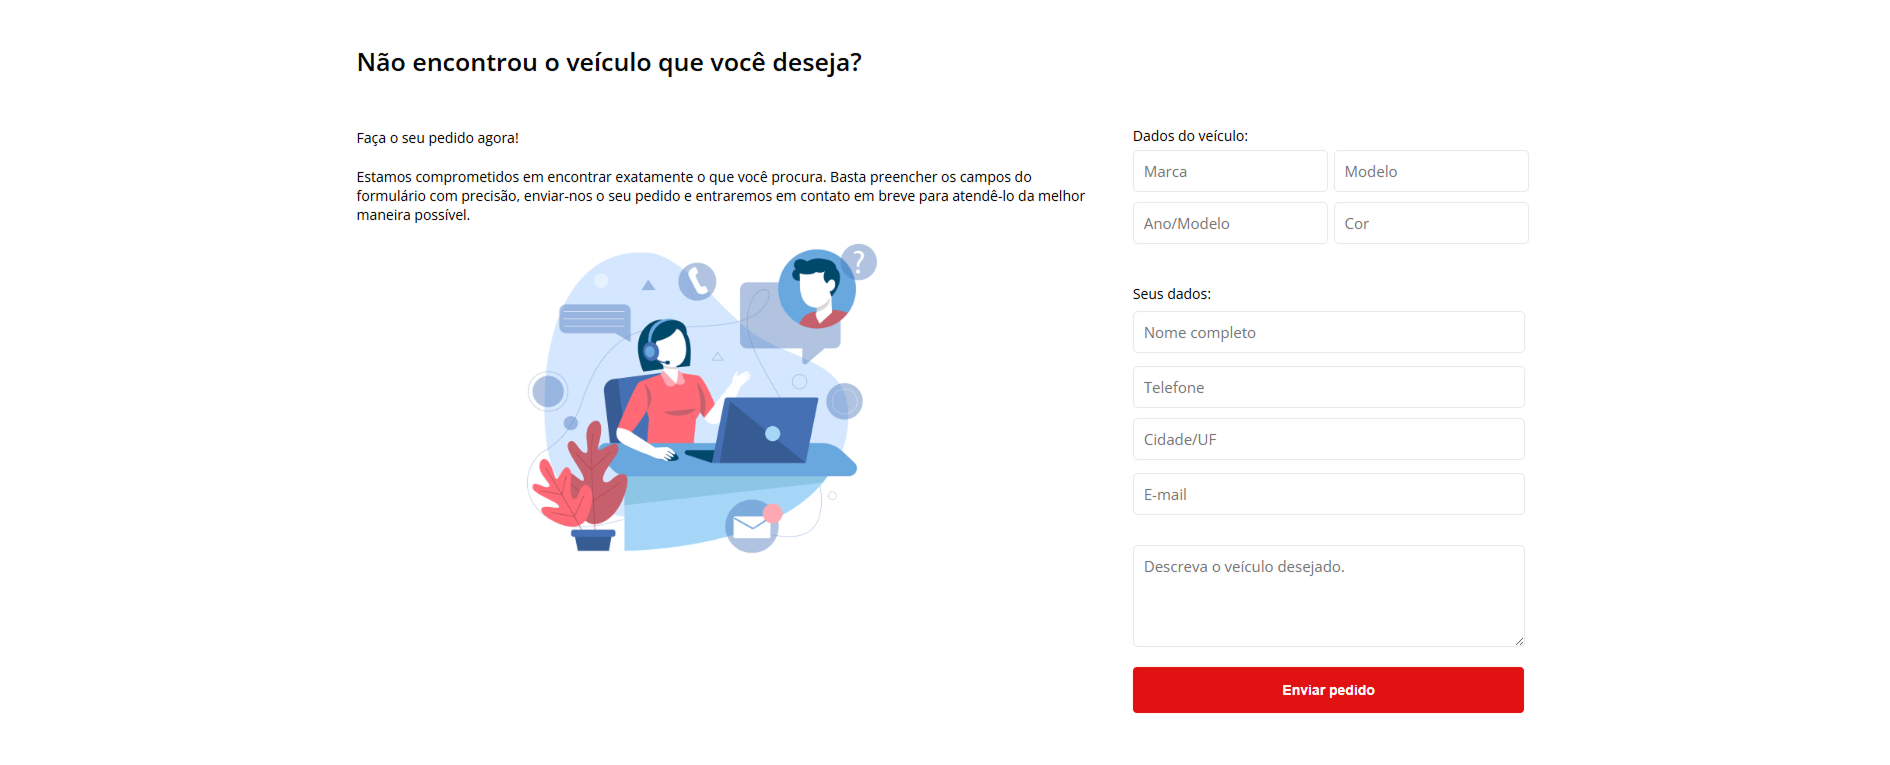 Não encontrou o veículo que você deseja?
Faça o seu pedido agora!
Estamos comprometidos em encontrar exatamente o que você procura. Basta preencher os campos do
formulário com precisão, enviar-nos o seu pedido e entraremos em contato em breve para atendê-lo da melhor
maneira possível.
?
Dados do veículo:
Marca
Modelo
Ano/Modelo
Cor
Seus dados:
Nome completo
Telefone
Cidade/UF
E-mail
Descreva o veículo desejado.
Enviar pedido